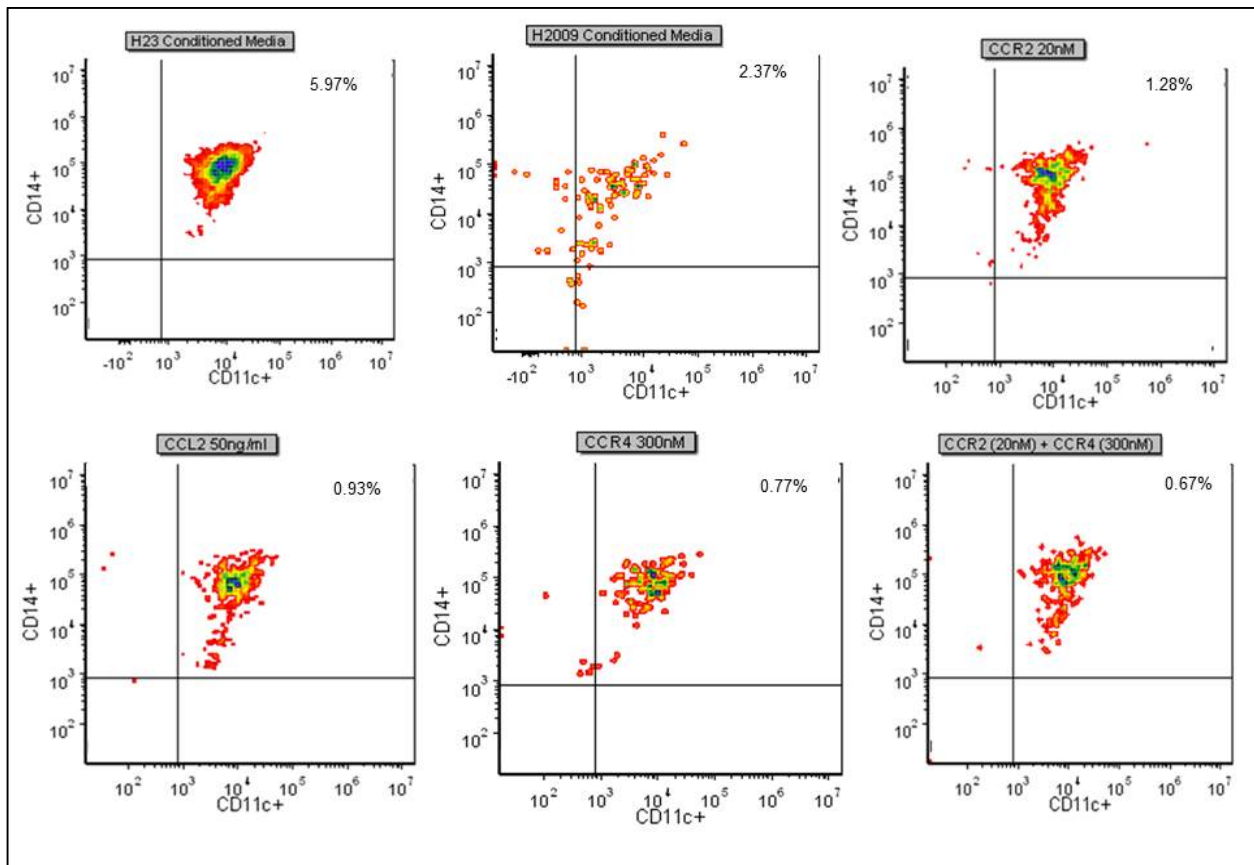 H23 Conditioned Media
5.97%
10⁷
10⁶
10⁵
10⁴
10³
10²
CD14+
-10² 10³ 10⁴ 10⁵ 10⁶ 10⁷
CD11c+
H2009 Conditioned Media
2.37%
10⁷
10⁶
10⁵
10⁴
10³
10²
CD14+
-10² 10³ 10⁴ 10⁵ 10⁶ 10⁷
CD11c+
CCR2 20nM
1.28%
10⁷
10⁶
10⁵
10⁴
10³
10²
CD14+
10² 10³ 10⁴ 10⁵ 10⁶ 10⁷
CD11c+
CCL2 50ng/ml
0.93%
10⁷
10⁶
10⁵
10⁴
10³
10²
CD14+
10² 10³ 10⁴ 10⁵ 10⁶ 10⁷
CD11c+
CCR4 300nM
0.77%
10⁷
10⁶
10⁵
10⁴
10³
10²
CD14+
10² 10³ 10⁴ 10⁵ 10⁶ 10⁷
CD11c+
CCR2 (20nM) + CCR4 (300nM)
0.67%
10⁷
10⁶
10⁵
10⁴
10³
10²
CD14+
10² 10³ 10⁴ 10⁵ 10⁶ 10⁷
CD11c+